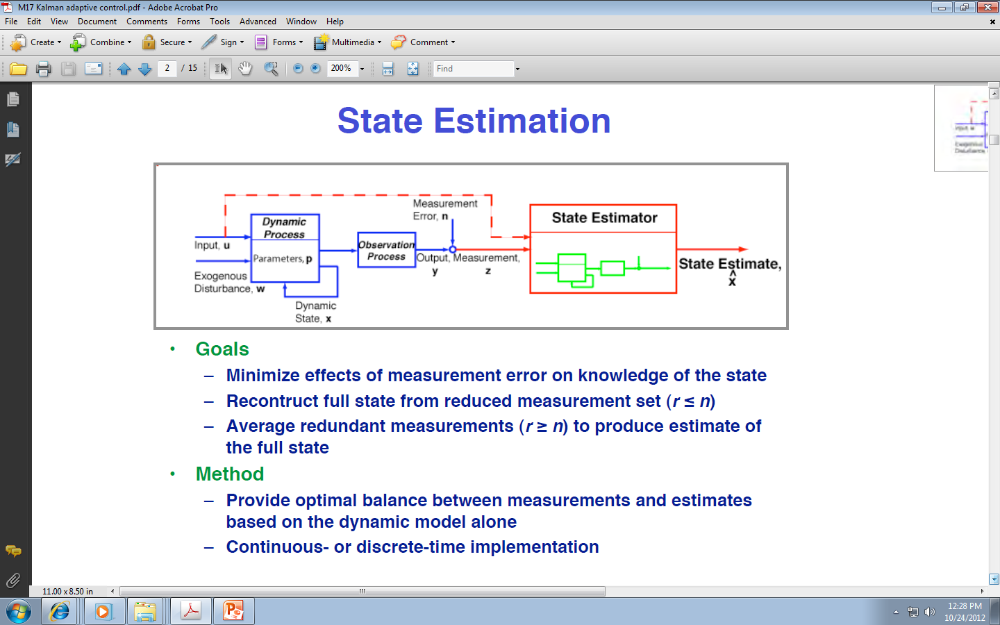 M17 Kalman adaptive control.pdf - Adobe Acrobat Pro
File Edit View Document Comments Forms Tools Advanced Window Help
Create Combine Secure Sign Forms Multimedia Comment
2 / 15 200% Find
State Estimation
Measurement
Error, n
Dynamic
Process
State Estimator
Input, u
Observation
Process
Parameters, p
Output, Measurement,
y z
State Estimate,
x̂
Exogenous
Disturbance, w
Dynamic
State, x
Input, u
Exogenous
Disturbance,
• Goals
– Minimize effects of measurement error on knowledge of the state
– Recontruct full state from reduced measurement set (r ≤ n)
– Average redundant measurements (r ≥ n) to produce estimate of
the full state
• Method
– Provide optimal balance between measurements and estimates
based on the dynamic model alone
– Continuous- or discrete-time implementation
11.00 x 8.50 in
12:28 PM
10/24/2012